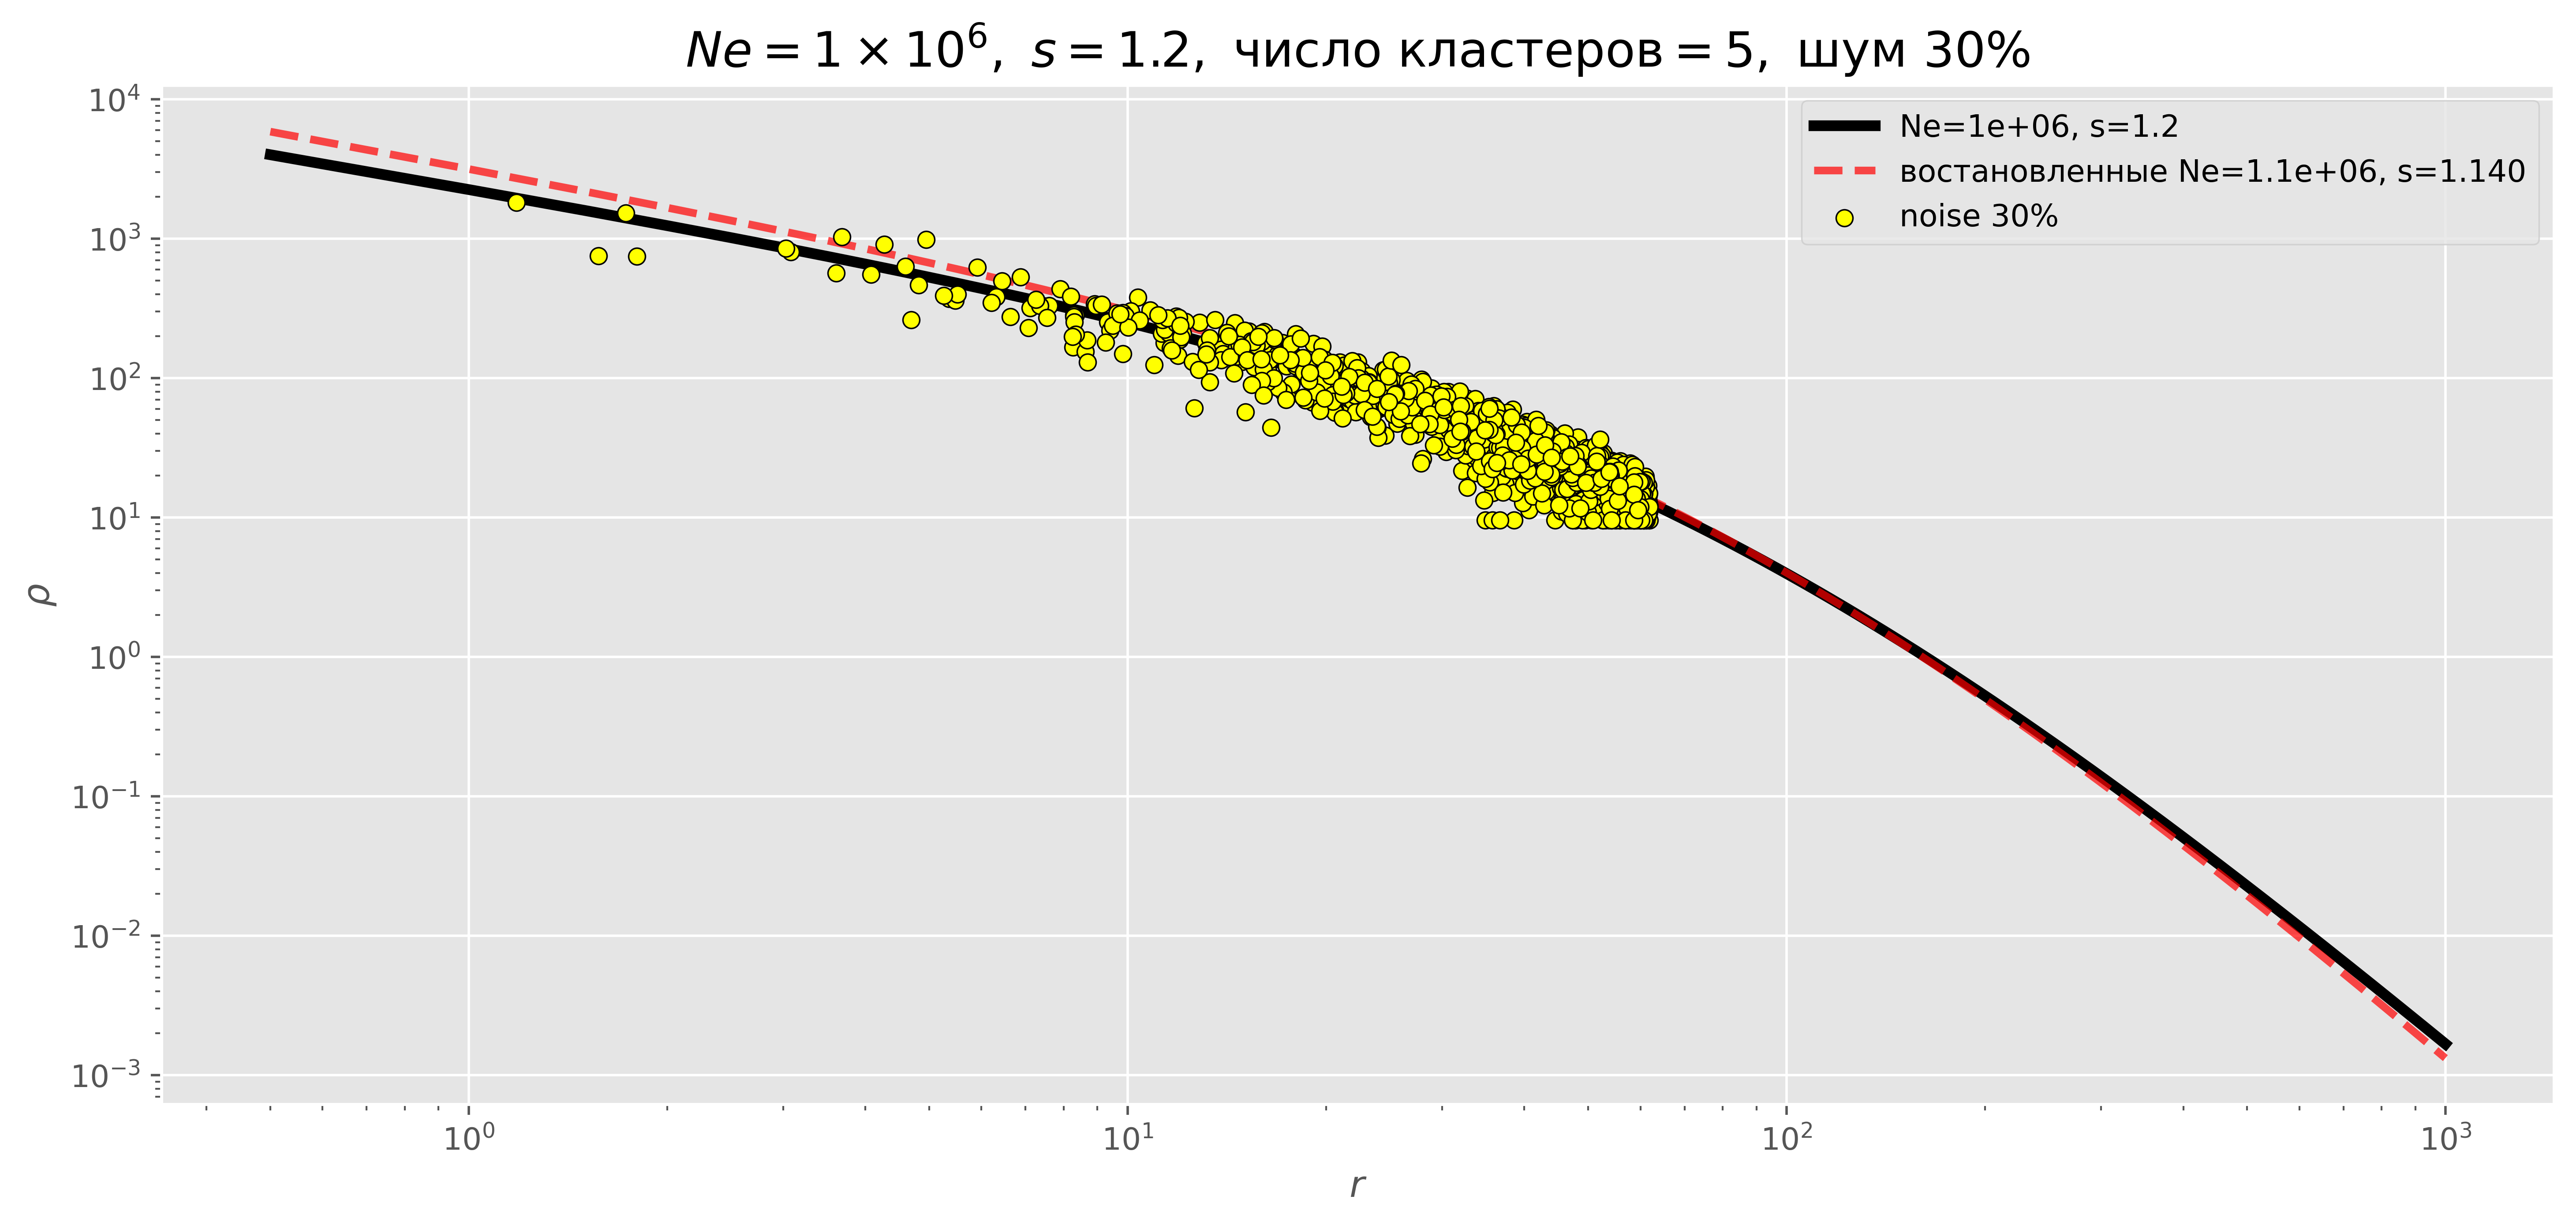 Ne = 1 × 10⁶, s = 1.2, число кластеров = 5, шум 30%
Ne=1e+06, s=1.2
востановленные Ne=1.1e+06, s=1.140
noise 30%
10⁴
10³
10²
10¹
10⁰
10⁻¹
10⁻²
10⁻³
ρ
10⁰ 10¹ 10² 10³
r